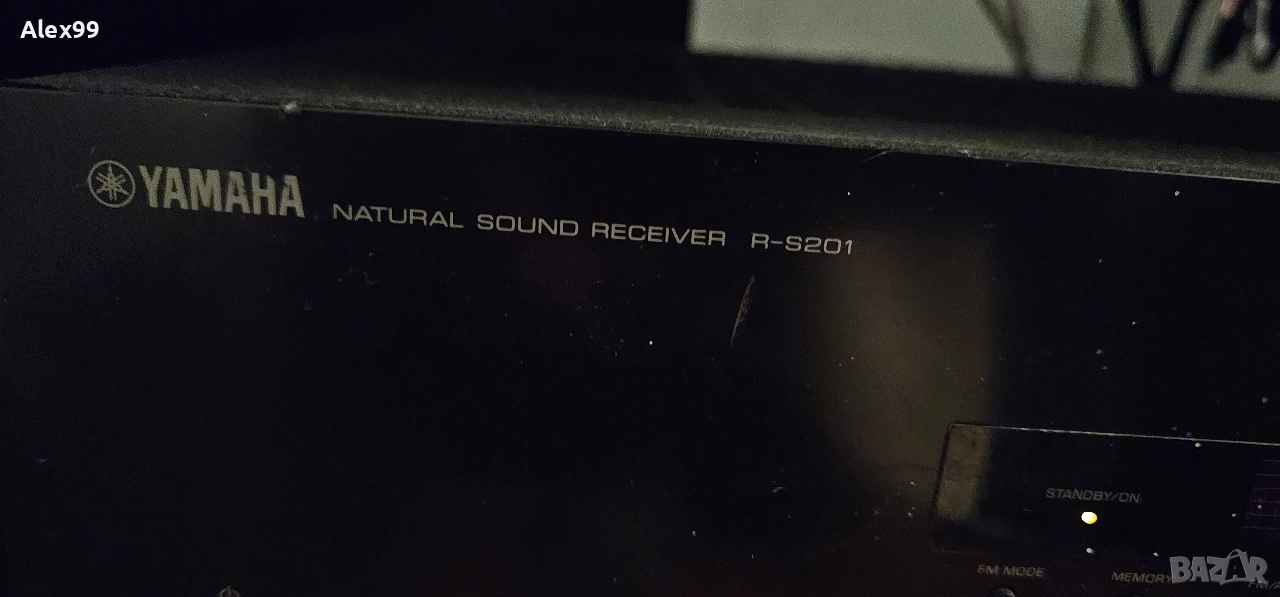 Alex99
YAMAHA NATURAL SOUND RECEIVER R-S201
STANDBY/ON
FM MODE MEMORY
BAZAR